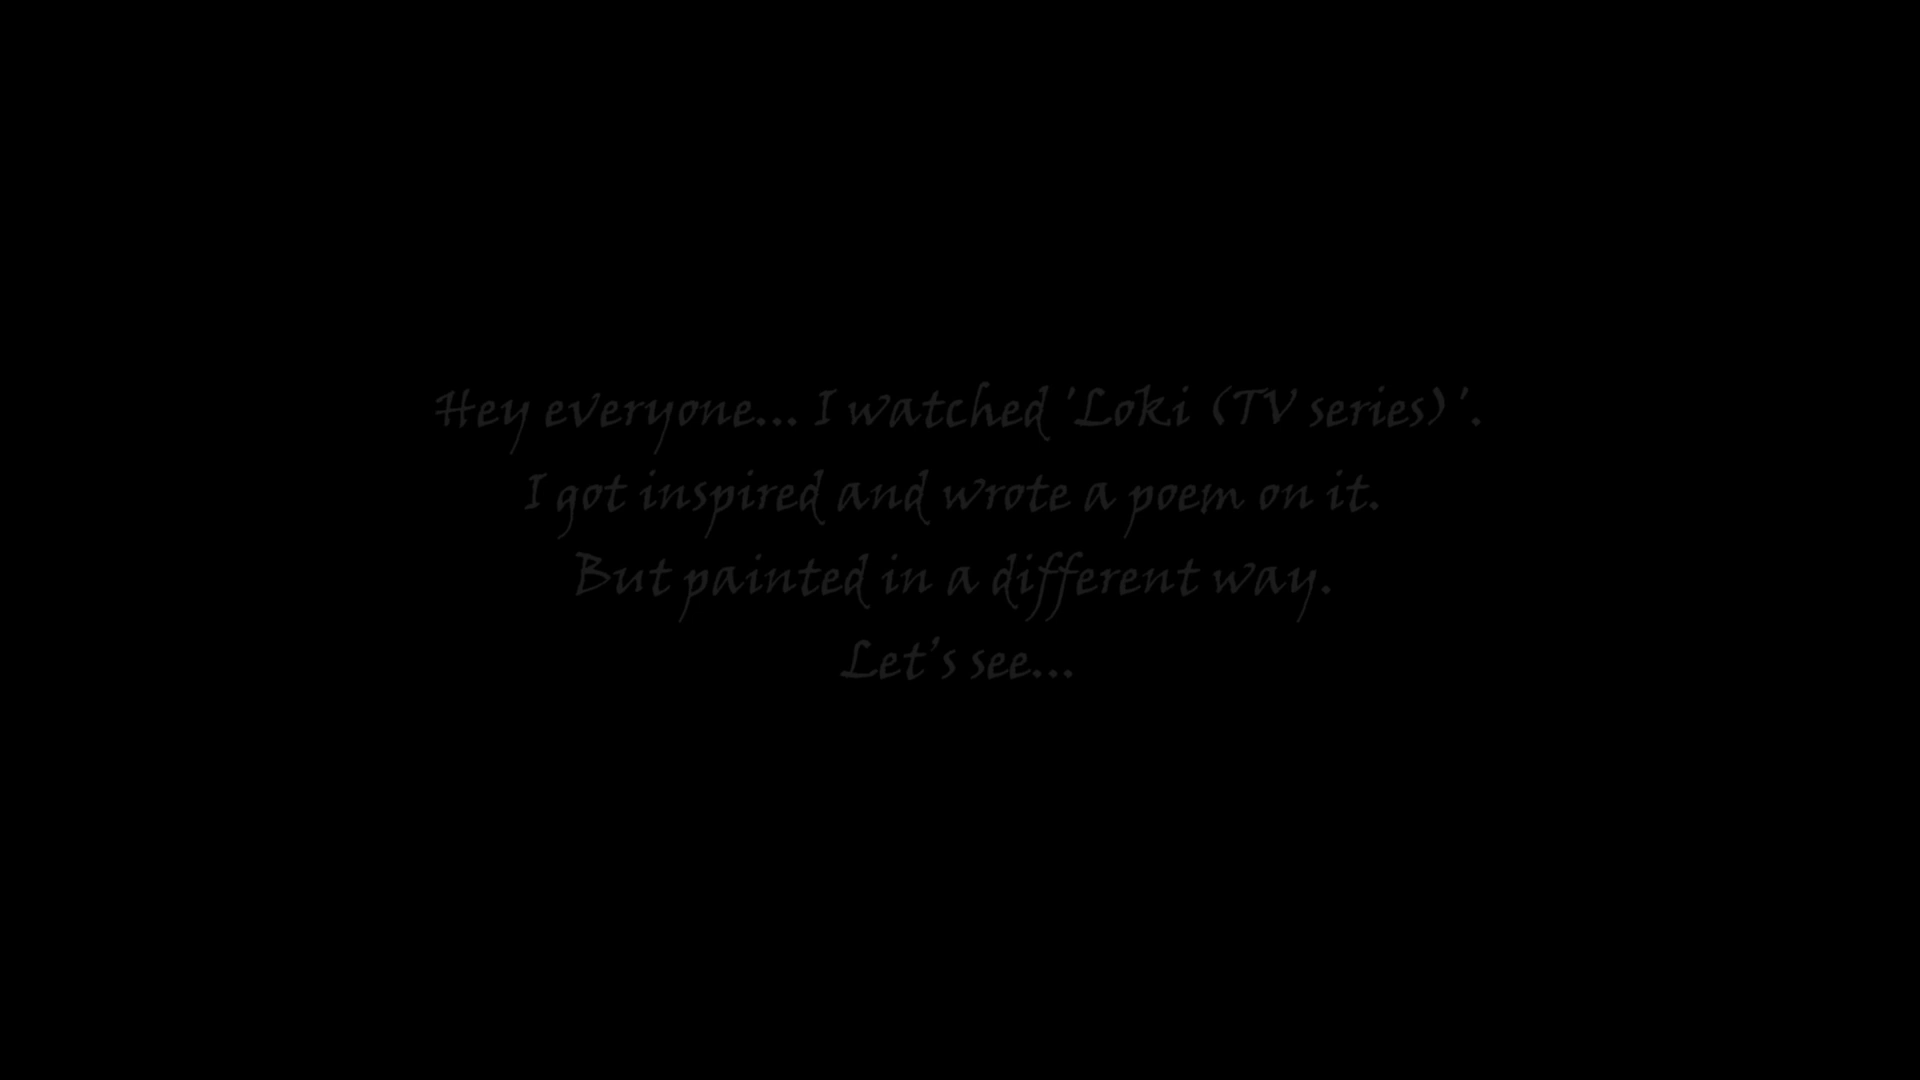 Hey everyone... I watched 'Loki (TV series)'.
I got inspired and wrote a poem on it.
But painted in a different way.
Let's see...